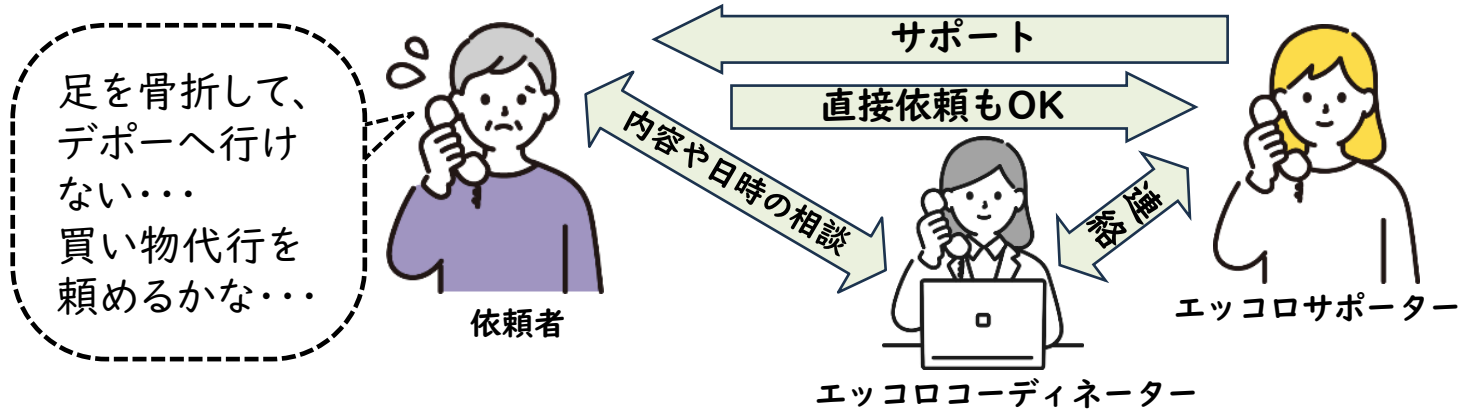 足を骨折して、
デポーへ行け
ない・・・
買い物代行を
頼めるかな・・・
サポート
直接依頼もOK
内容や日時の相談
連絡
依頼者
エッコロサポーター
エッコロコーディネーター